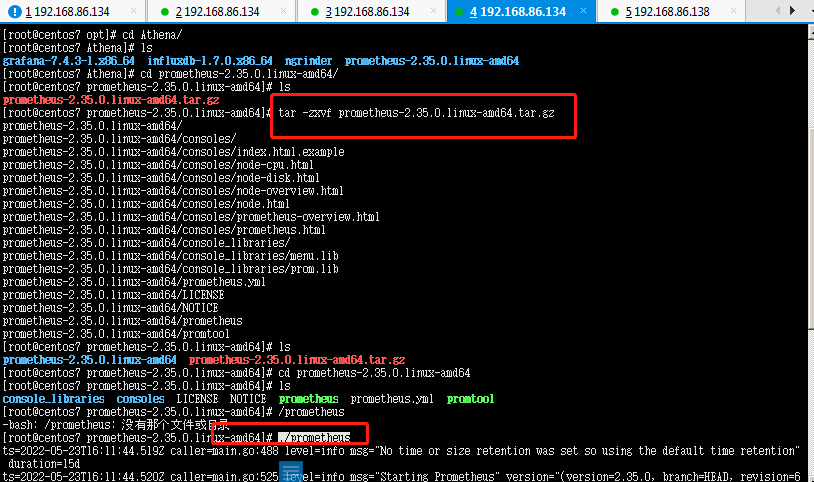 1 192.168.86.134 × 2 192.168.86.134 × 3 192.168.86.134 × 4 192.168.86.134 × 5 192.168.86.138 ×
[root@centos7 opt]# cd Athena/
[root@centos7 Athena]# ls
grafana-7.4.3-1.x86_64  influxdb-1.7.0.x86_64  ngrinder  prometheus-2.35.0.linux-amd64
[root@centos7 Athena]# cd prometheus-2.35.0.linux-amd64/
[root@centos7 prometheus-2.35.0.linux-amd64]# ls
prometheus-2.35.0.linux-amd64.tar.gz
[root@centos7 prometheus-2.35.0.linux-amd64]# tar -zxvf prometheus-2.35.0.linux-amd64.tar.gz
prometheus-2.35.0.linux-amd64/
prometheus-2.35.0.linux-amd64/consoles/
prometheus-2.35.0.linux-amd64/consoles/index.html.example
prometheus-2.35.0.linux-amd64/consoles/node-cpu.html
prometheus-2.35.0.linux-amd64/consoles/node-disk.html
prometheus-2.35.0.linux-amd64/consoles/node-overview.html
prometheus-2.35.0.linux-amd64/consoles/node.html
prometheus-2.35.0.linux-amd64/consoles/prometheus-overview.html
prometheus-2.35.0.linux-amd64/consoles/prometheus.html
prometheus-2.35.0.linux-amd64/console_libraries/
prometheus-2.35.0.linux-amd64/console_libraries/menu.lib
prometheus-2.35.0.linux-amd64/console_libraries/prom.lib
prometheus-2.35.0.linux-amd64/prometheus.yml
prometheus-2.35.0.linux-amd64/LICENSE
prometheus-2.35.0.linux-amd64/NOTICE
prometheus-2.35.0.linux-amd64/prometheus
prometheus-2.35.0.linux-amd64/promtool
[root@centos7 prometheus-2.35.0.linux-amd64]# ls
prometheus-2.35.0.linux-amd64  prometheus-2.35.0.linux-amd64.tar.gz
[root@centos7 prometheus-2.35.0.linux-amd64]# cd prometheus-2.35.0.linux-amd64
[root@centos7 prometheus-2.35.0.linux-amd64]# ls
console_libraries  consoles  LICENSE  NOTICE  prometheus  prometheus.yml  promtool
[root@centos7 prometheus-2.35.0.linux-amd64]# /prometheus
-bash: /prometheus: 没有那个文件或目录
[root@centos7 prometheus-2.35.0.linux-amd64]# ./prometheus
ts=2022-05-23T16:11:44.519Z caller=main.go:488 level=info msg="No time or size retention was set so using the default time retention"
duration=15d
ts=2022-05-23T16:11:44.520Z caller=main.go:525 level=info msg="Starting Prometheus" version="(version=2.35.0, branch=HEAD, revision=6